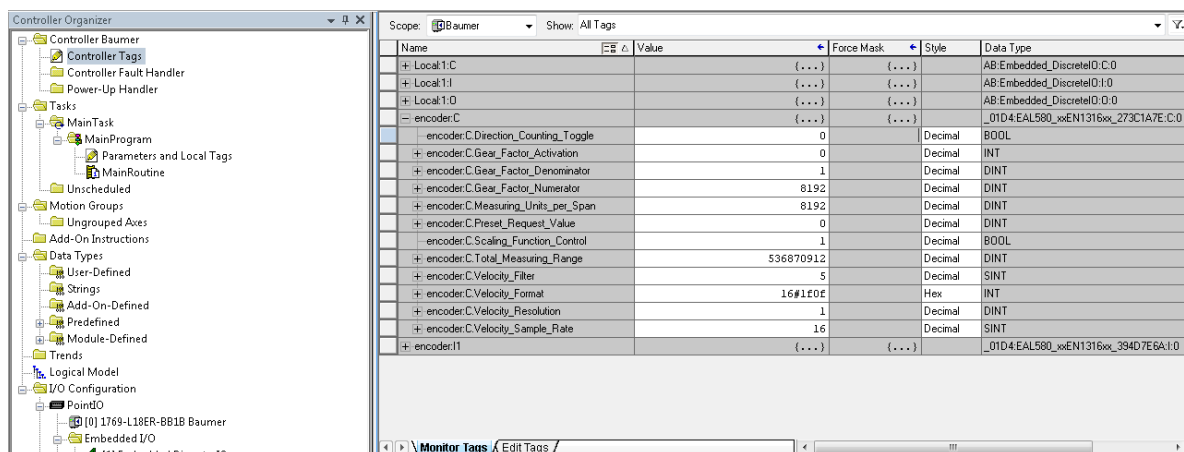 Controller Organizer
Controller Baumer
Controller Tags
Controller Fault Handler
Power-Up Handler
Tasks
MainTask
MainProgram
Parameters and Local Tags
MainRoutine
Unscheduled
Motion Groups
Ungrouped Axes
Add-On Instructions
Data Types
User-Defined
Strings
Add-On-Defined
Predefined
Module-Defined
Trends
Logical Model
I/O Configuration
PointIO
[0] 1769-L18ER-BB1B Baumer
Embedded I/O
Scope: Baumer Show: All Tags
Name Value Force Mask Style Data Type
Local:1:C {...} {...} AB:Embedded_DiscreteIO:C:0
Local:1:I {...} {...} AB:Embedded_DiscreteIO:I:0
Local:1:O {...} {...} AB:Embedded_DiscreteIO:O:0
encoder:C {...} {...} _01D4:EAL580_xxEN1316xx_273C1A7E:C:0
encoder:C.Direction_Counting_Toggle 0 Decimal BOOL
encoder:C.Gear_Factor_Activation 0 Decimal INT
encoder:C.Gear_Factor_Denominator 1 Decimal DINT
encoder:C.Gear_Factor_Numerator 8192 Decimal DINT
encoder:C.Measuring_Units_per_Span 8192 Decimal DINT
encoder:C.Preset_Request_Value 0 Decimal DINT
encoder:C.Scaling_Function_Control 1 Decimal BOOL
encoder:C.Total_Measuring_Range 536870912 Decimal DINT
encoder:C.Velocity_Filter 5 Decimal SINT
encoder:C.Velocity_Format 16#1f0f Hex INT
encoder:C.Velocity_Resolution 1 Decimal DINT
encoder:C.Velocity_Sample_Rate 16 Decimal SINT
encoder:I1 {...} {...} _01D4:EAL580_xxEN1316xx_394D7E6A:I:0
Monitor Tags Edit Tags